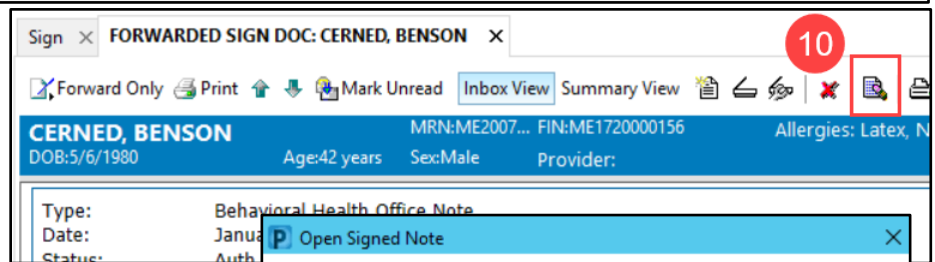 Sign × FORWARDED SIGN DOC: CERNED, BENSON ×
10
Forward Only Print Mark Unread Inbox View Summary View
CERNED, BENSON MRN:ME2007... FIN:ME1720000156 Allergies: Latex, N
DOB:5/6/1980 Age:42 years Sex:Male Provider:
Type: Behavioral Health Office Note
Date: Janua
P Open Signed Note ×
Status: Auth